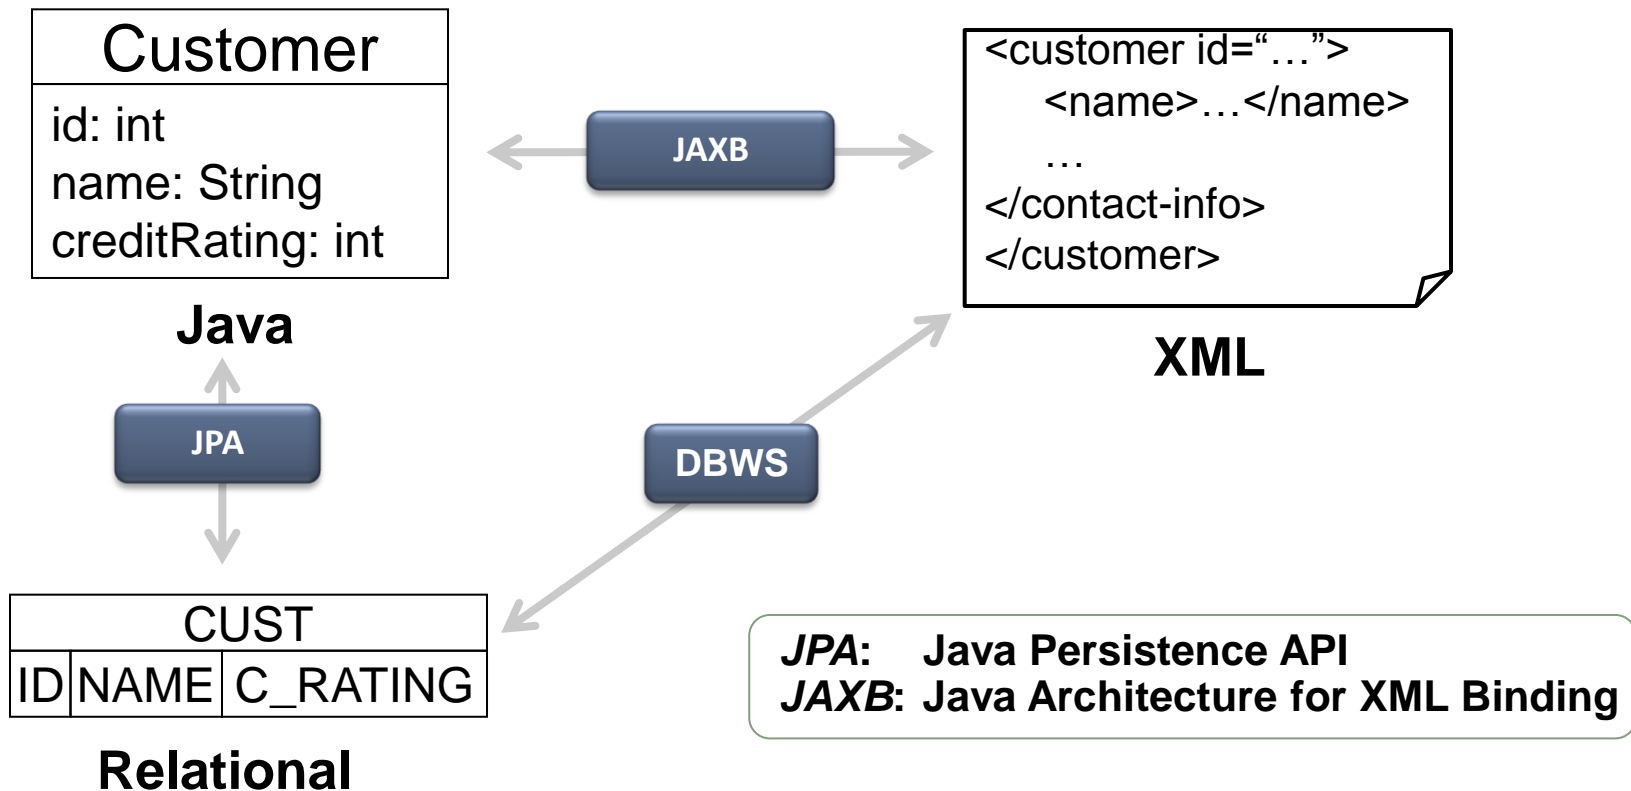 Customer
id: int
name: String
creditRating: int
Java
JAXB
<customer id=“…”>
<name>…</name>
…
</contact-info>
</customer>
XML
JPA
DBWS
CUST
ID NAME C_RATING
Relational
JPA: Java Persistence API
JAXB: Java Architecture for XML Binding